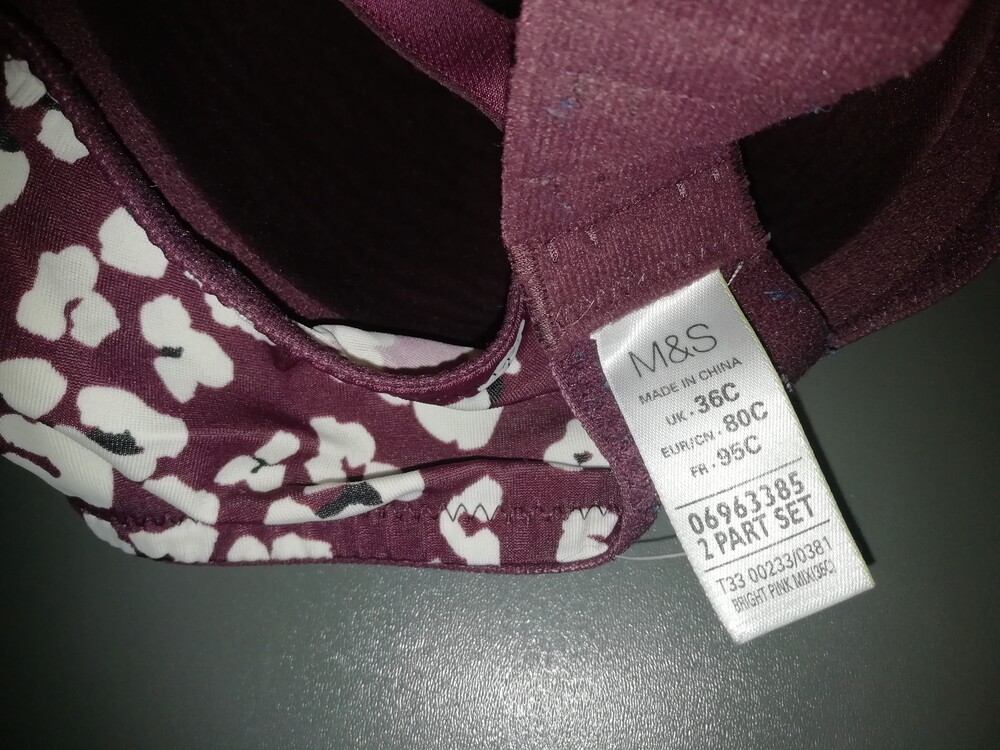 M&S
MADE IN CHINA
UK · 36C
EUR/CN · 80C
FR · 95C
06963385
2 PART SET
T33 00233/0381
BRIGHT PINK MIX(35C)